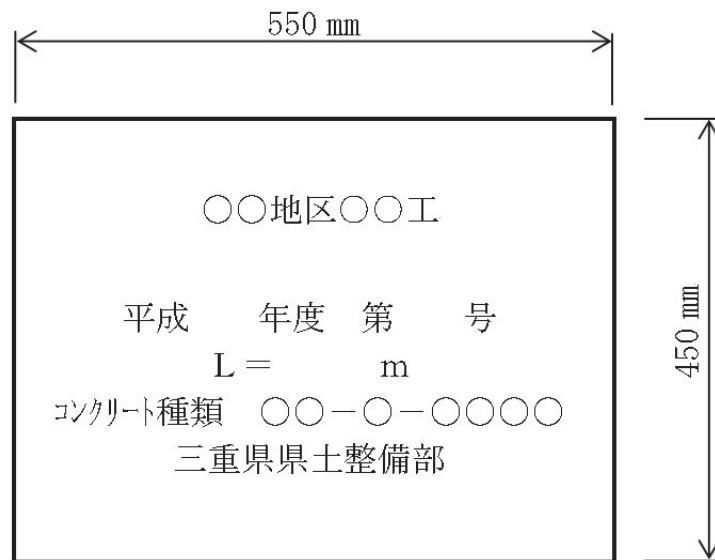 550 mm
○○地区○○工
平成　　年度　第　　号
L =　　　m
450 mm
コンクリート種類　○○－○－○○○○
三重県県土整備部